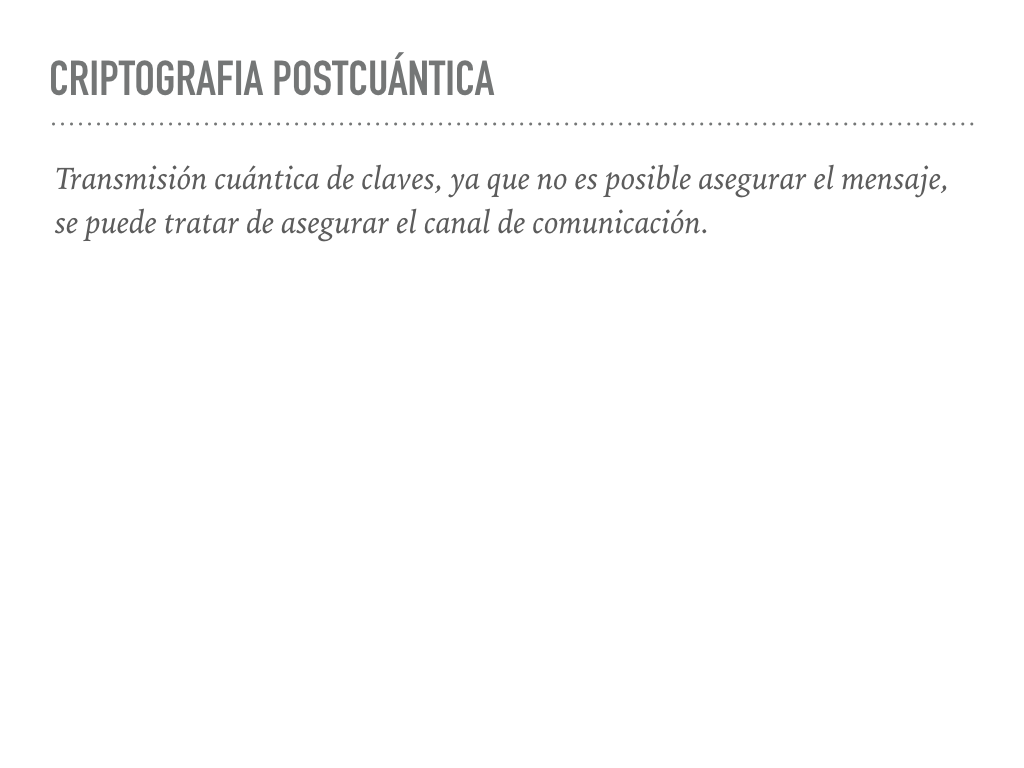 CRIPTOGRAFIA POSTCUÁNTICA
Transmisión cuántica de claves, ya que no es posible asegurar el mensaje,
se puede tratar de asegurar el canal de comunicación.